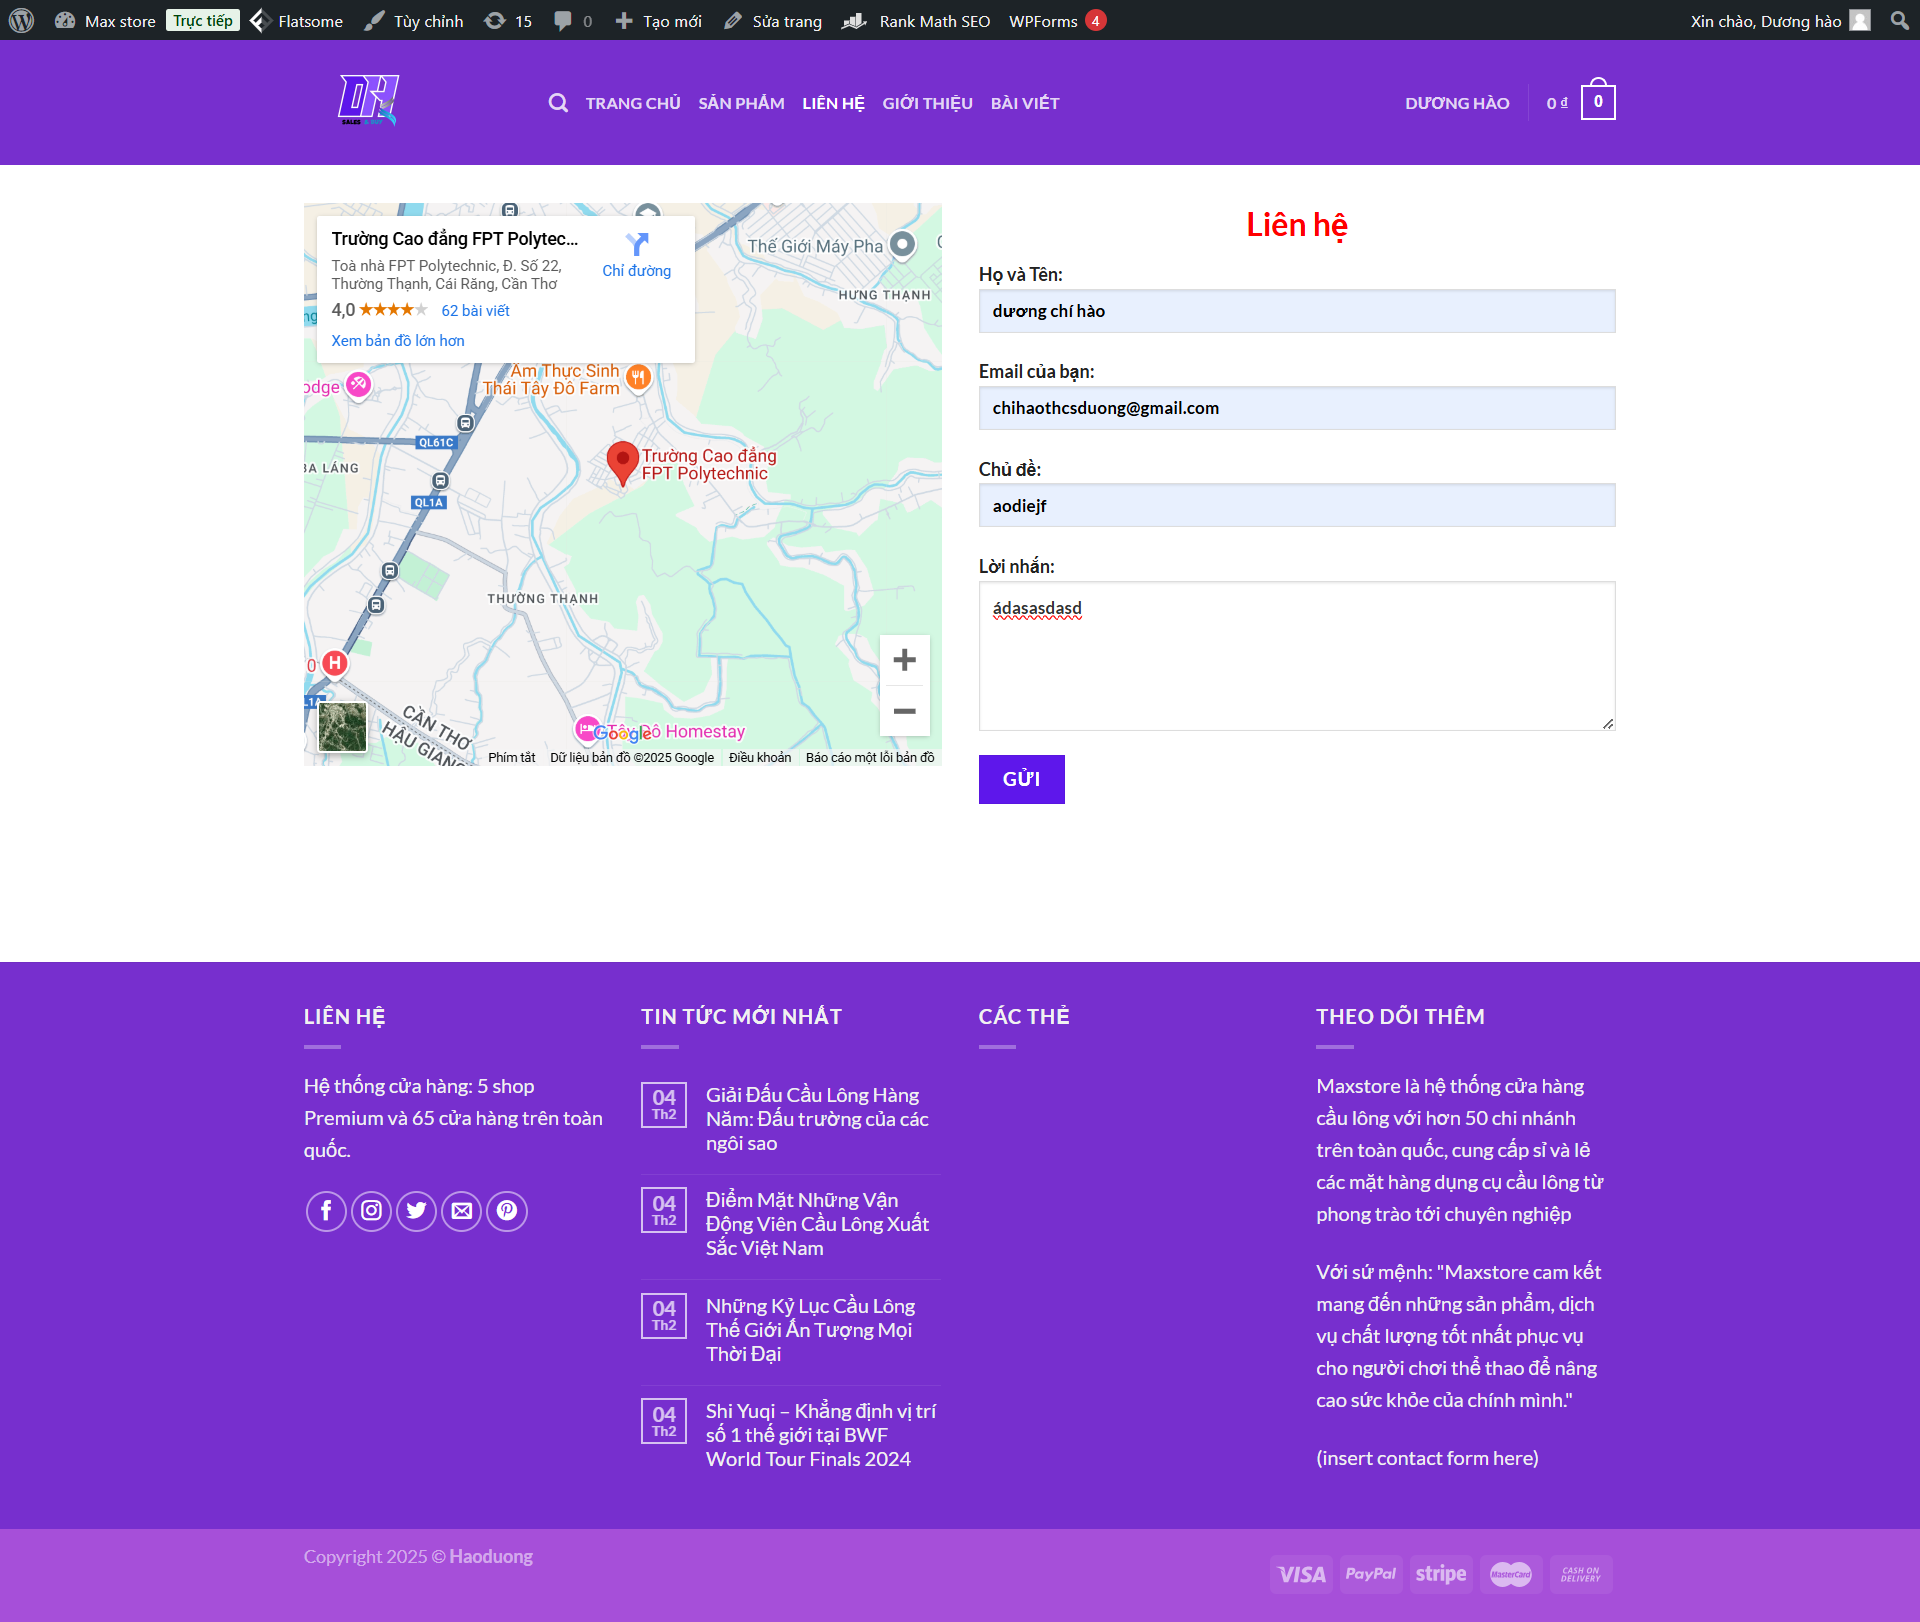 Max store Trực tiếp Flatsome Tùy chỉnh 15 0 Tạo mới Sửa trang Rank Math SEO WPForms 4 Xin chào, Dương hào
DH
SALES
TRANG CHỦ SẢN PHẨM LIÊN HỆ GIỚI THIỆU BÀI VIẾT DƯƠNG HÀO 0 ₫ 0
Trường Cao đẳng FPT Polytec...
Toà nhà FPT Polytechnic, Đ. Số 22,
Thường Thạnh, Cái Răng, Cần Thơ
4,0 62 bài viết
Xem bản đồ lớn hơn
Chỉ đường
Thế Giới Máy Pha
HƯNG THẠNH
ng
odge
Ẩm Thực Sinh
Thái Tây Đô Farm
QL61C
BA LÁNG
QL1A
Trường Cao đẳng
FPT Polytechnic
THƯỜNG THẠNH
0 H
L1A
CẦN THƠ
HẬU GIANG
Tây Đô Homestay
Google
Phím tắt Dữ liệu bản đồ ©2025 Google Điều khoản Báo cáo một lỗi bản đồ
Liên hệ
Họ và Tên:
dương chí hào
Email của bạn:
chihaothcsduong@gmail.com
Chủ đề:
aodiejf
Lời nhắn:
ádasasdasd
GỬI
LIÊN HỆ
Hệ thống cửa hàng: 5 shop
Premium và 65 cửa hàng trên toàn
quốc.
TIN TỨC MỚI NHẤT
04
Th2
Giải Đấu Cầu Lông Hàng
Năm: Đấu trường của các
ngôi sao
04
Th2
Điểm Mặt Những Vận
Động Viên Cầu Lông Xuất
Sắc Việt Nam
04
Th2
Những Kỷ Lục Cầu Lông
Thế Giới Ấn Tượng Mọi
Thời Đại
04
Th2
Shi Yuqi – Khẳng định vị trí
số 1 thế giới tại BWF
World Tour Finals 2024
CÁC THẺ
THEO DÕI THÊM
Maxstore là hệ thống cửa hàng
cầu lông với hơn 50 chi nhánh
trên toàn quốc, cung cấp sỉ và lẻ
các mặt hàng dụng cụ cầu lông từ
phong trào tới chuyên nghiệp
Với sứ mệnh: "Maxstore cam kết
mang đến những sản phẩm, dịch
vụ chất lượng tốt nhất phục vụ
cho người chơi thể thao để nâng
cao sức khỏe của chính mình."
(insert contact form here)
Copyright 2025 © Haoduong
VISA PayPal stripe MasterCard CASH ON DELIVERY